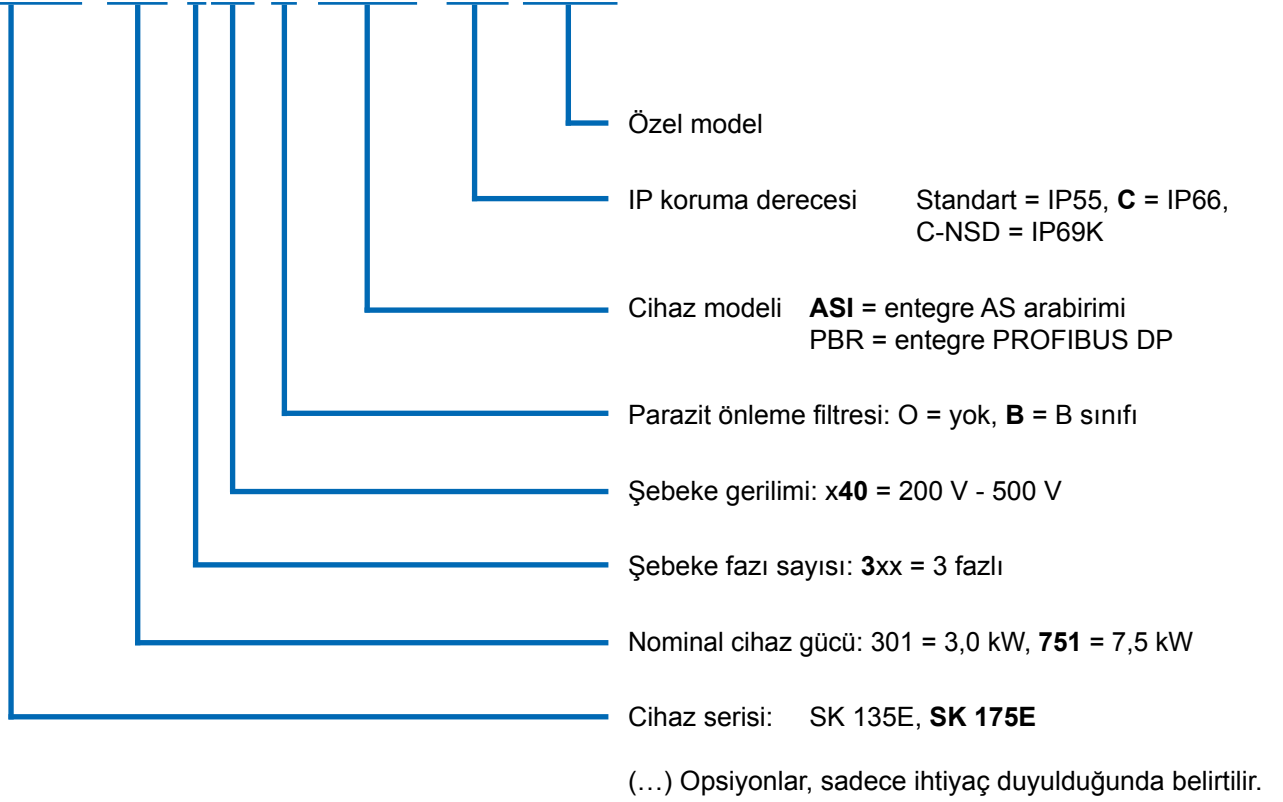 Özel model
IP koruma derecesi Standart = IP55, C = IP66,
C-NSD = IP69K
Cihaz modeli ASI = entegre AS arabirimi
PBR = entegre PROFIBUS DP
Parazit önleme filtresi: O = yok, B = B sınıfı
Şebeke gerilimi: x40 = 200 V - 500 V
Şebeke fazı sayısı: 3xx = 3 fazlı
Nominal cihaz gücü: 301 = 3,0 kW, 751 = 7,5 kW
Cihaz serisi: SK 135E, SK 175E
(…) Opsiyonlar, sadece ihtiyaç duyulduğunda belirtilir.